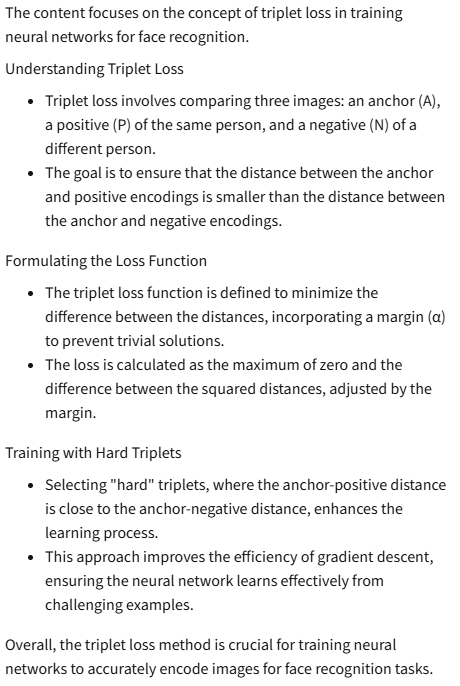 The content focuses on the concept of triplet loss in training
neural networks for face recognition.
Understanding Triplet Loss
• Triplet loss involves comparing three images: an anchor (A),
a positive (P) of the same person, and a negative (N) of a
different person.
• The goal is to ensure that the distance between the anchor
and positive encodings is smaller than the distance between
the anchor and negative encodings.
Formulating the Loss Function
• The triplet loss function is defined to minimize the
difference between the distances, incorporating a margin (α)
to prevent trivial solutions.
• The loss is calculated as the maximum of zero and the
difference between the squared distances, adjusted by the
margin.
Training with Hard Triplets
• Selecting "hard" triplets, where the anchor-positive distance
is close to the anchor-negative distance, enhances the
learning process.
• This approach improves the efficiency of gradient descent,
ensuring the neural network learns effectively from
challenging examples.
Overall, the triplet loss method is crucial for training neural
networks to accurately encode images for face recognition tasks.